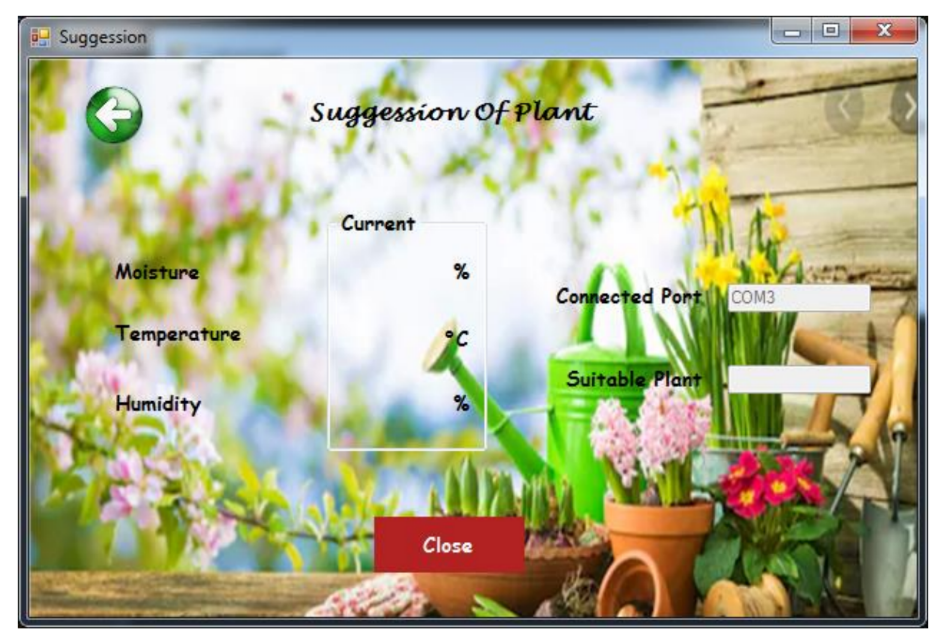 Suggession
Suggession Of Plant
Current
Moisture %
Temperature °C
Humidity %
Connected Port COM3
Suitable Plant
Close